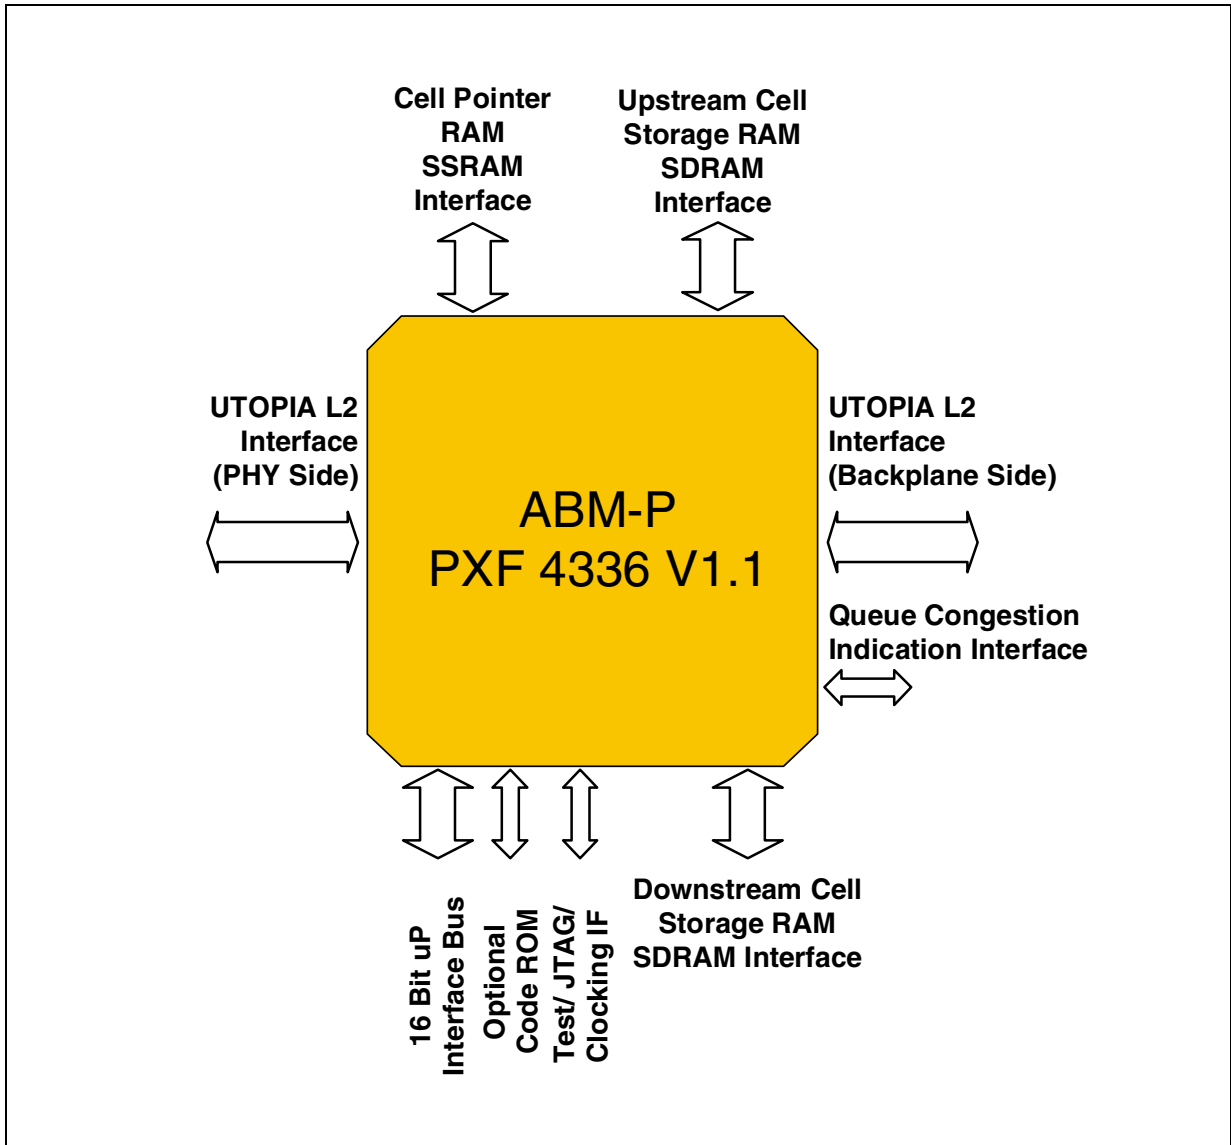 Cell Pointer
RAM
SSRAM
Interface
Upstream Cell
Storage RAM
SDRAM
Interface
UTOPIA L2
Interface
(PHY Side)
ABM-P
PXF 4336 V1.1
UTOPIA L2
Interface
(Backplane Side)
Queue Congestion
Indication Interface
16 Bit uP
Interface Bus
Optional
Code ROM
Test/ JTAG/
Clocking IF
Downstream Cell
Storage RAM
SDRAM Interface